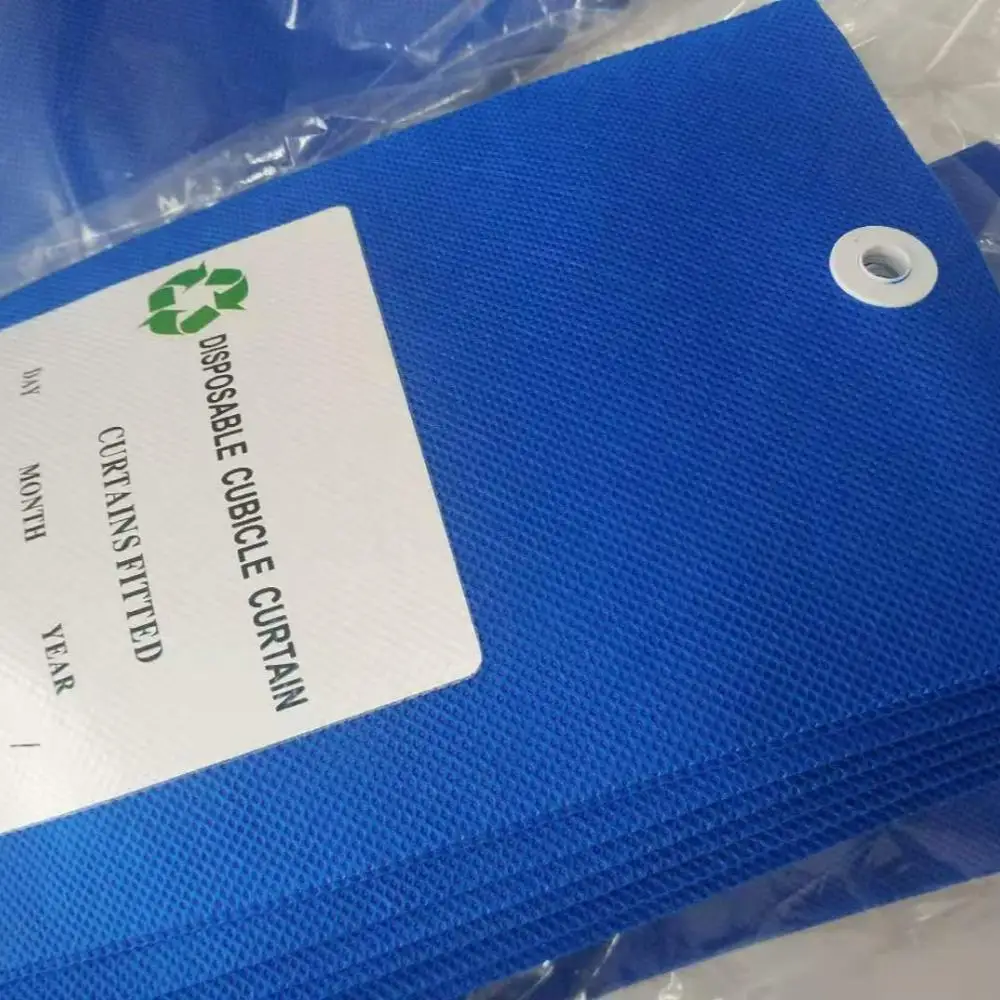 DISPOSABLE CUBICLE CURTAIN
CURTAINS FITTED
DAY MONTH YEAR
/